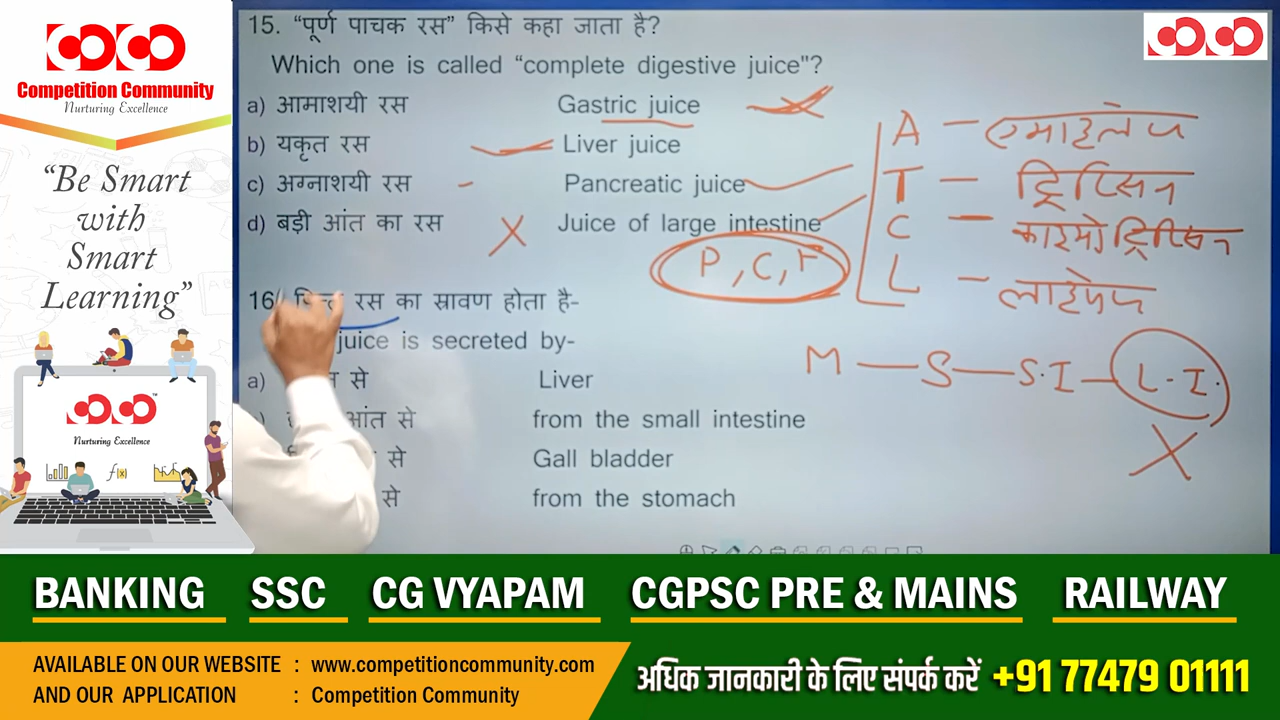 Competition Community
Nurturing Excellence
“Be Smart
with
Smart
Learning”
Nurturing Excellence
f(x)
15. “पूर्ण पाचक रस” किसे कहा जाता है?
Which one is called “complete digestive juice"?
a) आमाशयी रस Gastric juice
b) यकृत रस Liver juice
c) अग्नाशयी रस Pancreatic juice
d) बड़ी आंत का रस Juice of large intestine
A — एमाइलेज
T — ट्रिप्सिन
C — काइमोट्रिप्सिन
L — लाइपेज
P, C, F
M — S — S.I — L.I.
16 पित्त रस का स्रावण होता है-
juice is secreted by-
a) से Liver
आंत से from the small intestine
से Gall bladder
से from the stomach
BANKING SSC CG VYAPAM CGPSC PRE & MAINS RAILWAY
AVAILABLE ON OUR WEBSITE : www.competitioncommunity.com
AND OUR APPLICATION : Competition Community
अधिक जानकारी के लिए संपर्क करें +91 77479 01111